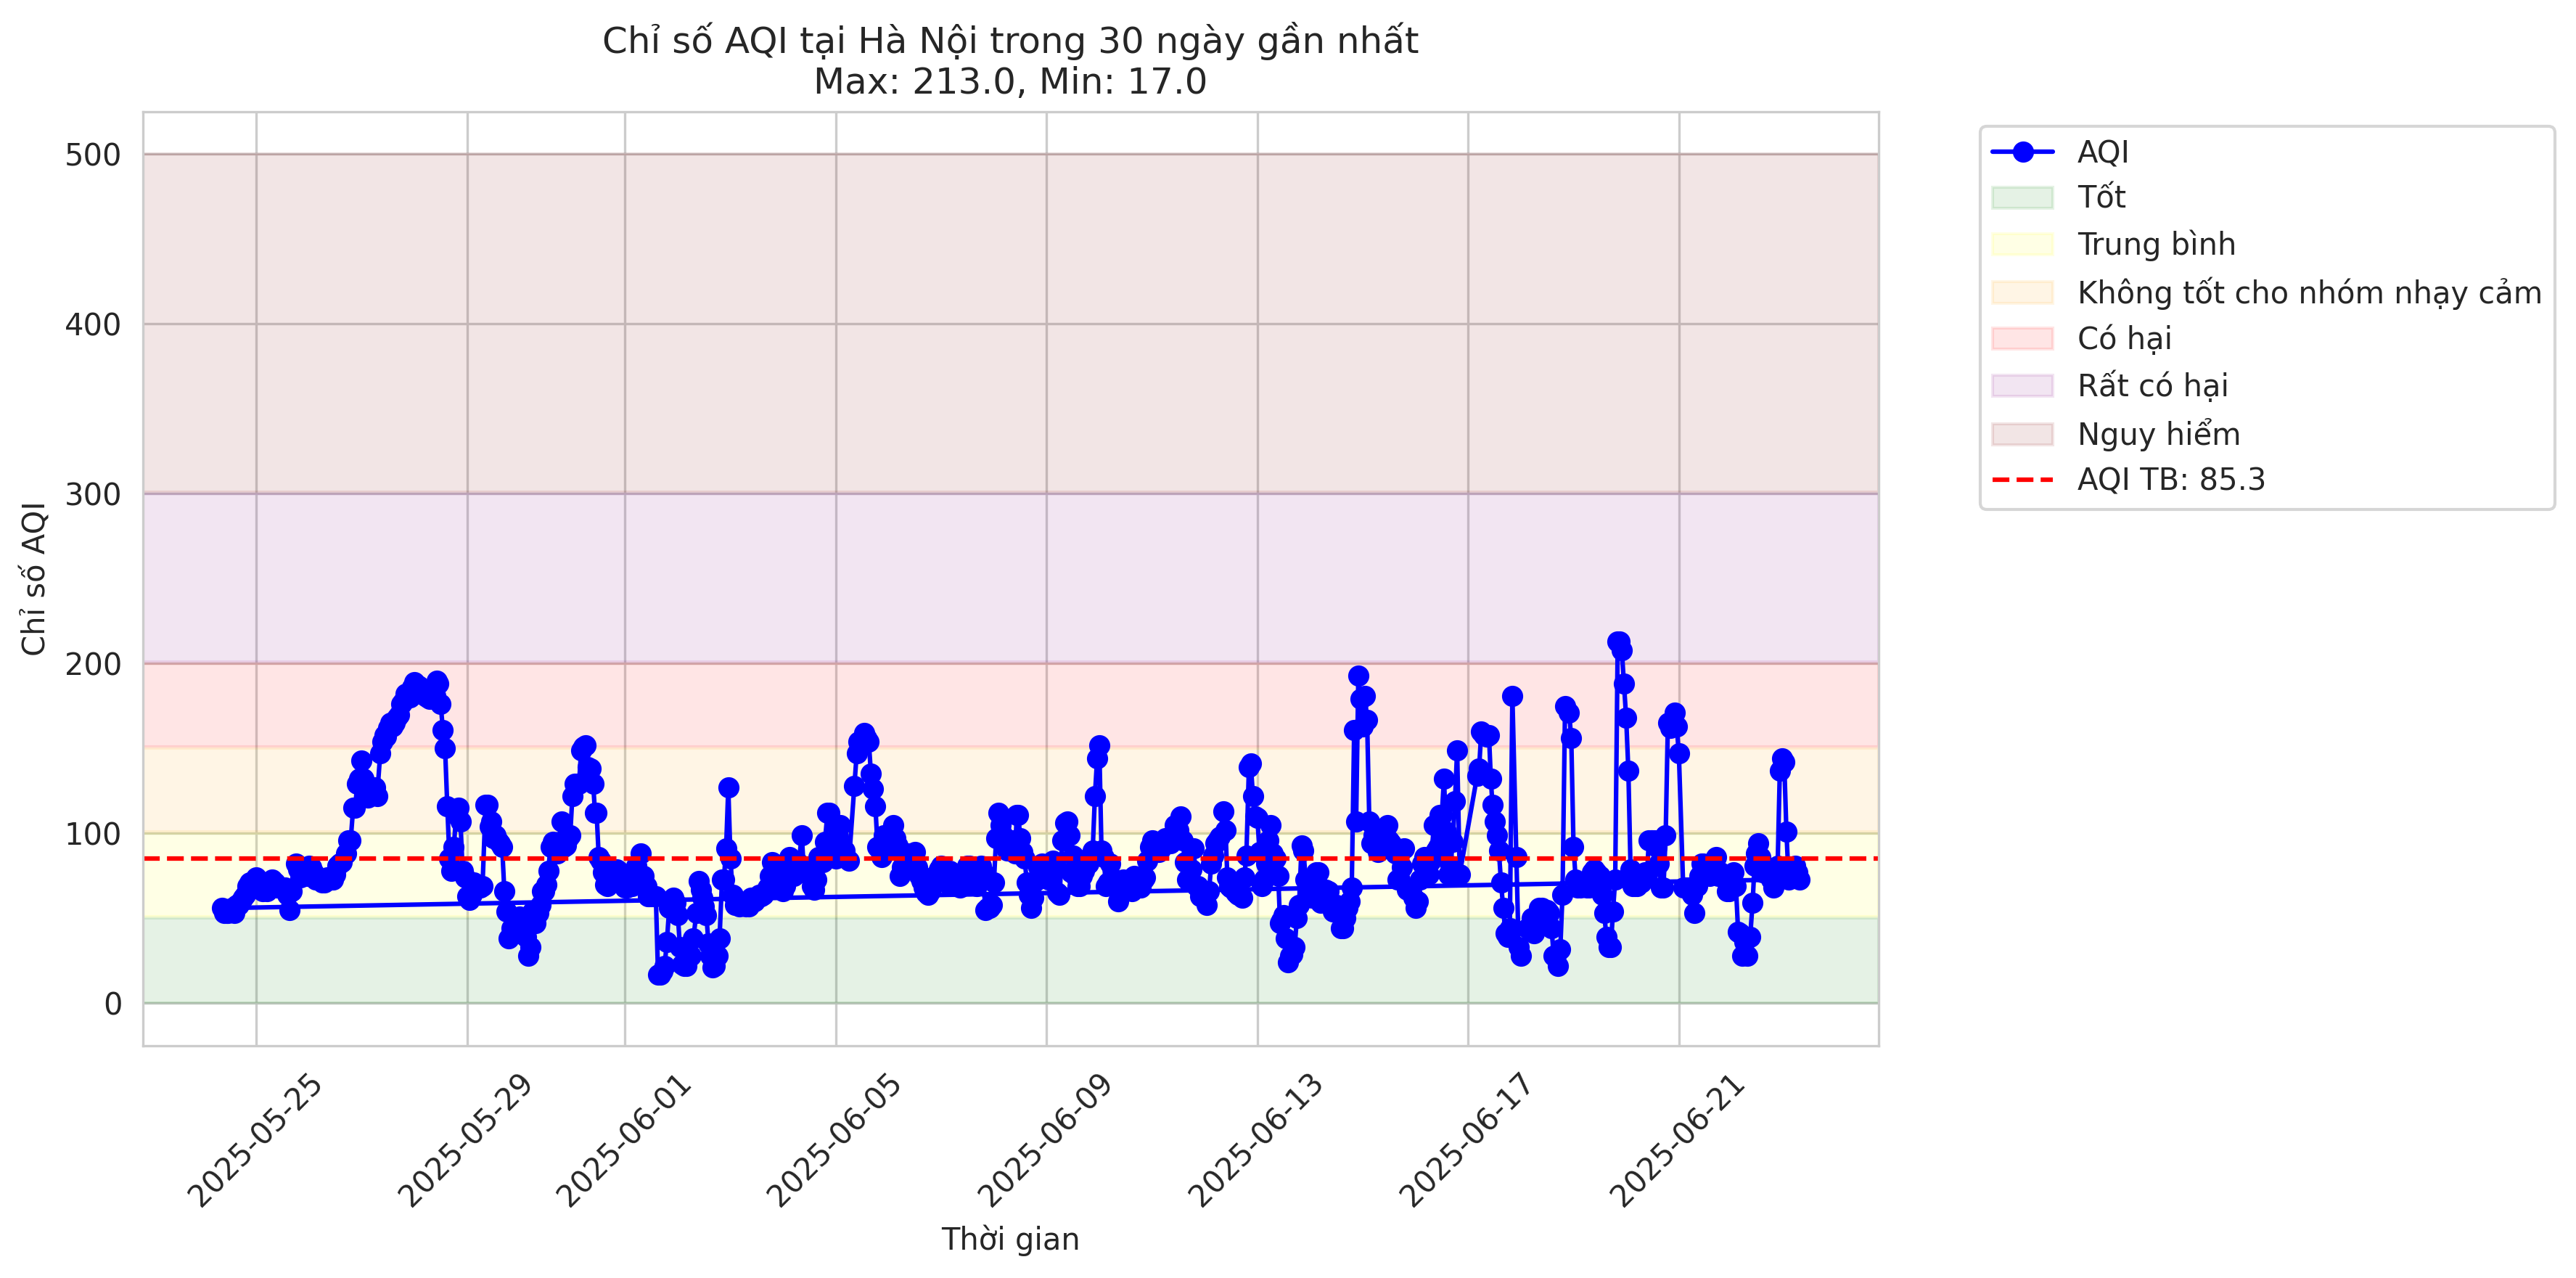 Chỉ số AQI tại Hà Nội trong 30 ngày gần nhất
Max: 213.0, Min: 17.0
Chỉ số AQI
500
400
300
200
100
0
2025-05-25
2025-05-29
2025-06-01
2025-06-05
2025-06-09
2025-06-13
2025-06-17
2025-06-21
Thời gian
AQI
Tốt
Trung bình
Không tốt cho nhóm nhạy cảm
Có hại
Rất có hại
Nguy hiểm
AQI TB: 85.3